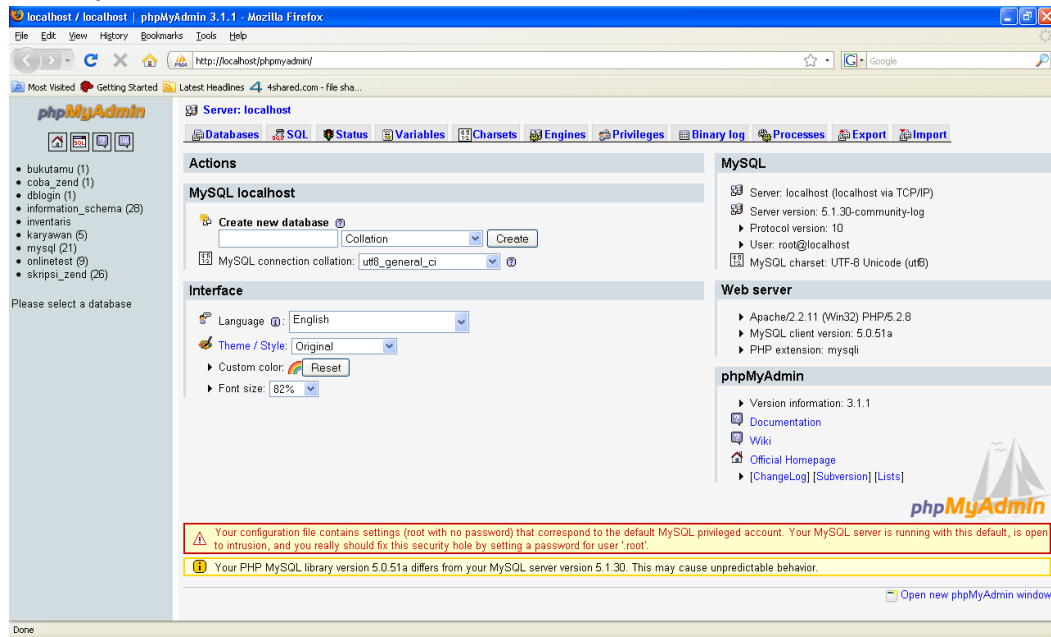 localhost / localhost | phpMyAdmin 3.1.1 - Mozilla Firefox
File Edit View History Bookmarks Tools Help
http://localhost/phpmyadmin/
Google
Most Visited Getting Started Latest Headlines 4shared.com - file sha...
phpMyAdmin
SQL
bukutamu (1)
coba_zend (1)
dblogin (1)
information_schema (28)
inventaris
karyawan (5)
mysql (21)
onlinetest (9)
skripsi_zend (26)
Please select a database
Server: localhost
Databases SQL Status Variables Charsets Engines Privileges Binary log Processes Export Import
Actions
MySQL localhost
Create new database
Collation Create
MySQL connection collation: utf8_general_ci
Interface
Language : English
Theme / Style: Original
Custom color: Reset
Font size: 82%
MySQL
Server: localhost (localhost via TCP/IP)
Server version: 5.1.30-community-log
Protocol version: 10
User: root@localhost
MySQL charset: UTF-8 Unicode (utf8)
Web server
Apache/2.2.11 (Win32) PHP/5.2.8
MySQL client version: 5.0.51a
PHP extension: mysqli
phpMyAdmin
Version information: 3.1.1
Documentation
Wiki
Official Homepage
[ChangeLog] [Subversion] [Lists]
phpMyAdmin
Your configuration file contains settings (root with no password) that correspond to the default MySQL privileged account. Your MySQL server is running with this default, is open
to intrusion, and you really should fix this security hole by setting a password for user '.root'.
Your PHP MySQL library version 5.0.51a differs from your MySQL server version 5.1.30. This may cause unpredictable behavior.
Open new phpMyAdmin window
Done